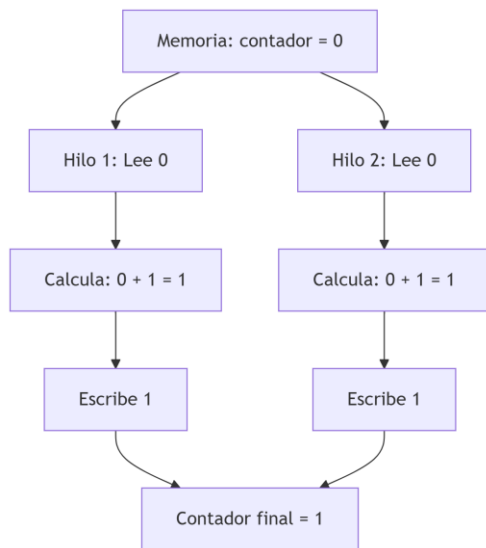 Memoria: contador = 0
Hilo 1: Lee 0
Hilo 2: Lee 0
Calcula: 0 + 1 = 1
Calcula: 0 + 1 = 1
Escribe 1
Escribe 1
Contador final = 1